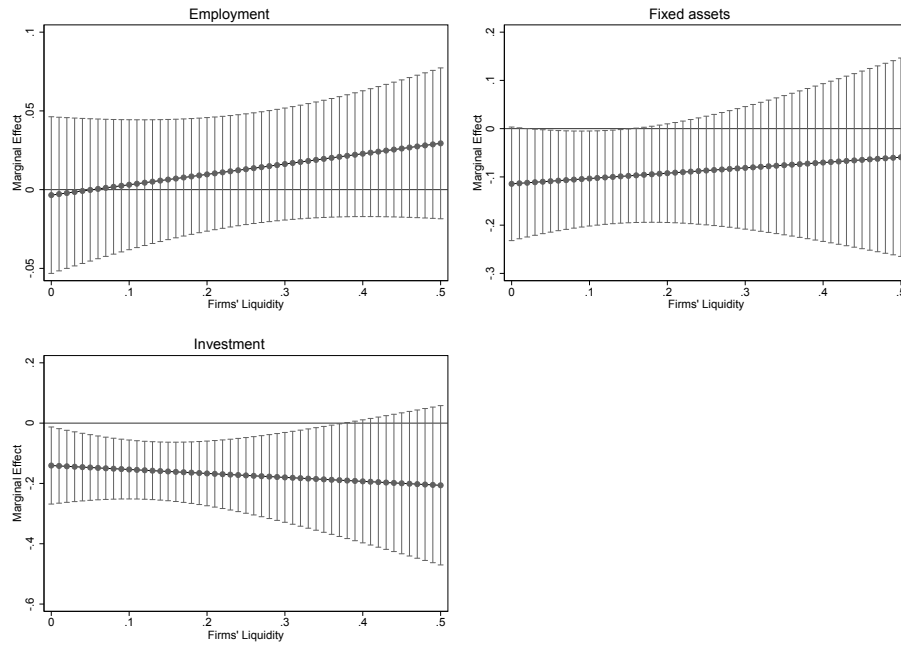 Employment
Marginal Effect
.1
.05
0
-.05
0 .1 .2 .3 .4 .5
Firms' Liquidity
Fixed assets
Marginal Effect
.2
.1
0
-.1
-.2
-.3
0 .1 .2 .3 .4 .5
Firms' Liquidity
Investment
Marginal Effect
.2
0
-.2
-.4
-.6
0 .1 .2 .3 .4 .5
Firms' Liquidity